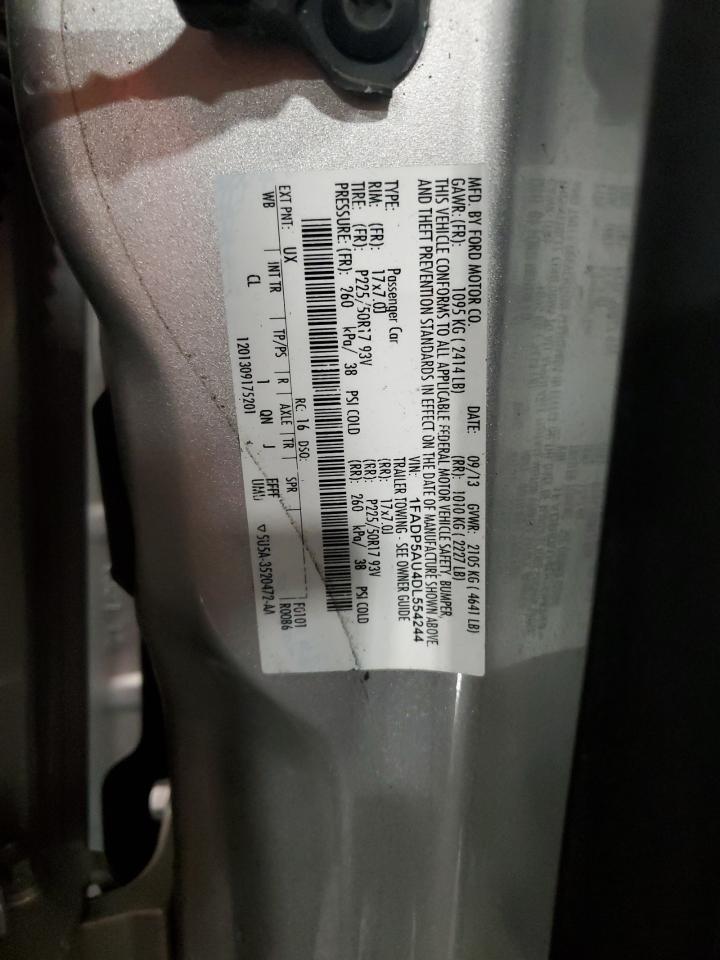 MFD. BY FORD MOTOR CO. DATE: 09/13 GVWR: 2105 KG ( 4641 LB)
GAWR: (FR): 1095 KG ( 2414 LB) (RR): 1010 KG ( 2227 LB)
THIS VEHICLE CONFORMS TO ALL APPLICABLE FEDERAL MOTOR VEHICLE SAFETY, BUMPER,
AND THEFT PREVENTION STANDARDS IN EFFECT ON THE DATE OF MANUFACTURE SHOWN ABOVE.
VIN: 1FADP5AU4DL554244
TYPE: Passenger Car TRAILER TOWING - SEE OWNER GUIDE
RIM: (FR): 17x7.0J (RR): 17x7.0J
TIRE: (FR): P225/50R17 93V (RR): P225/50R17 93V
PRESSURE: (FR): 260 kPa/ 38 PSI COLD (RR): 260 kPa/ 38 PSI COLD
EXT PNT: UX RC: 16 DSO: FG101
WB INT TR TP/PS R AXLE TR SPR R0086
CL 1 QN J EFFF
UMU
1201309175201 5U5A-3520472-AA